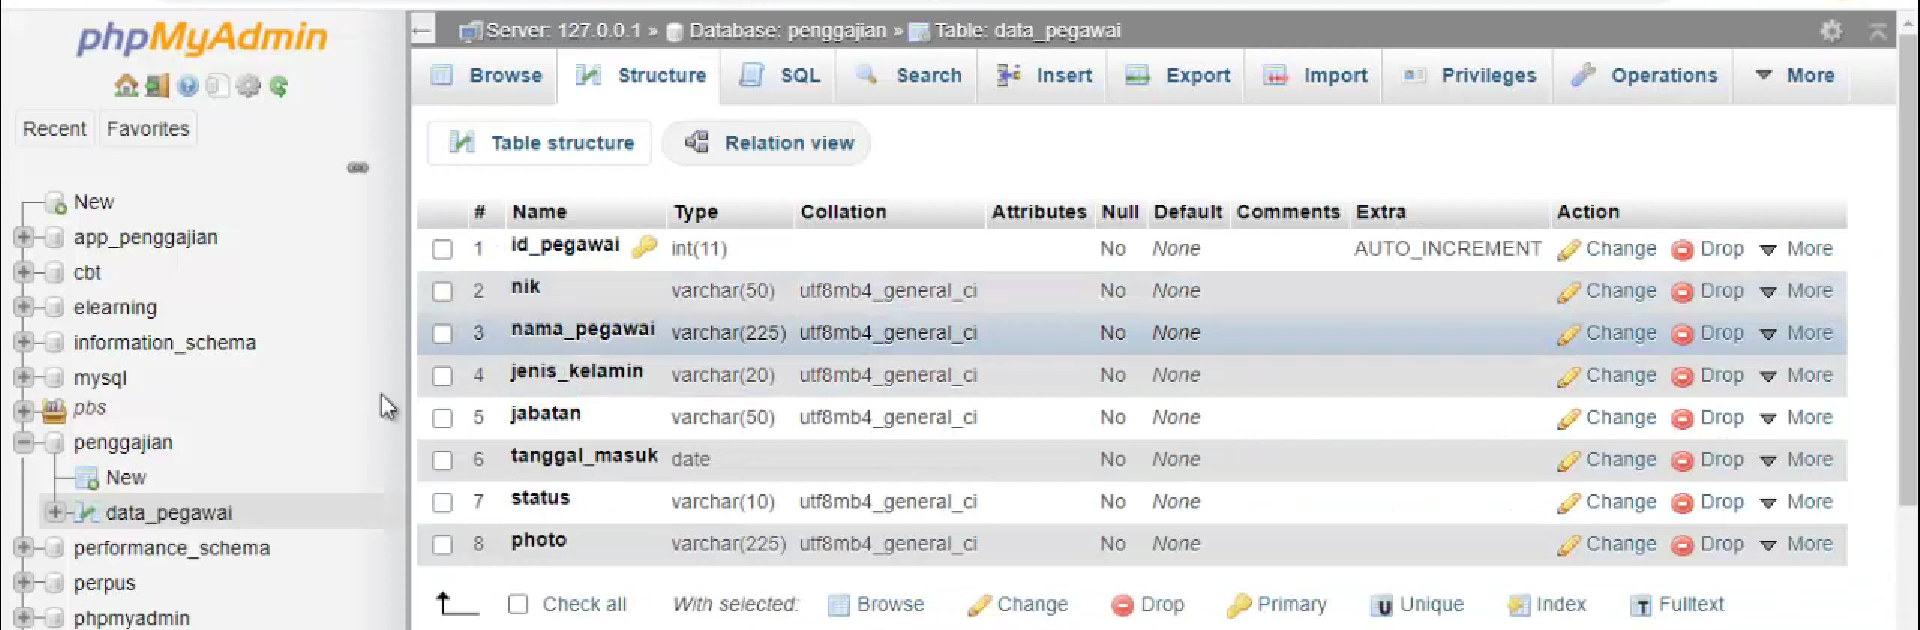 phpMyAdmin
Recent Favorites
New
app_penggajian
cbt
elearning
information_schema
mysql
pbs
penggajian
New
data_pegawai
performance_schema
perpus
phpmyadmin
Server: 127.0.0.1 » Database: penggajian » Table: data_pegawai
Browse Structure SQL Search Insert Export Import Privileges Operations More
Table structure Relation view
# Name Type Collation Attributes Null Default Comments Extra Action
1 id_pegawai int(11) No None AUTO_INCREMENT Change Drop More
2 nik varchar(50) utf8mb4_general_ci No None Change Drop More
3 nama_pegawai varchar(225) utf8mb4_general_ci No None Change Drop More
4 jenis_kelamin varchar(20) utf8mb4_general_ci No None Change Drop More
5 jabatan varchar(50) utf8mb4_general_ci No None Change Drop More
6 tanggal_masuk date No None Change Drop More
7 status varchar(10) utf8mb4_general_ci No None Change Drop More
8 photo varchar(225) utf8mb4_general_ci No None Change Drop More
Check all With selected: Browse Change Drop Primary Unique Index Fulltext